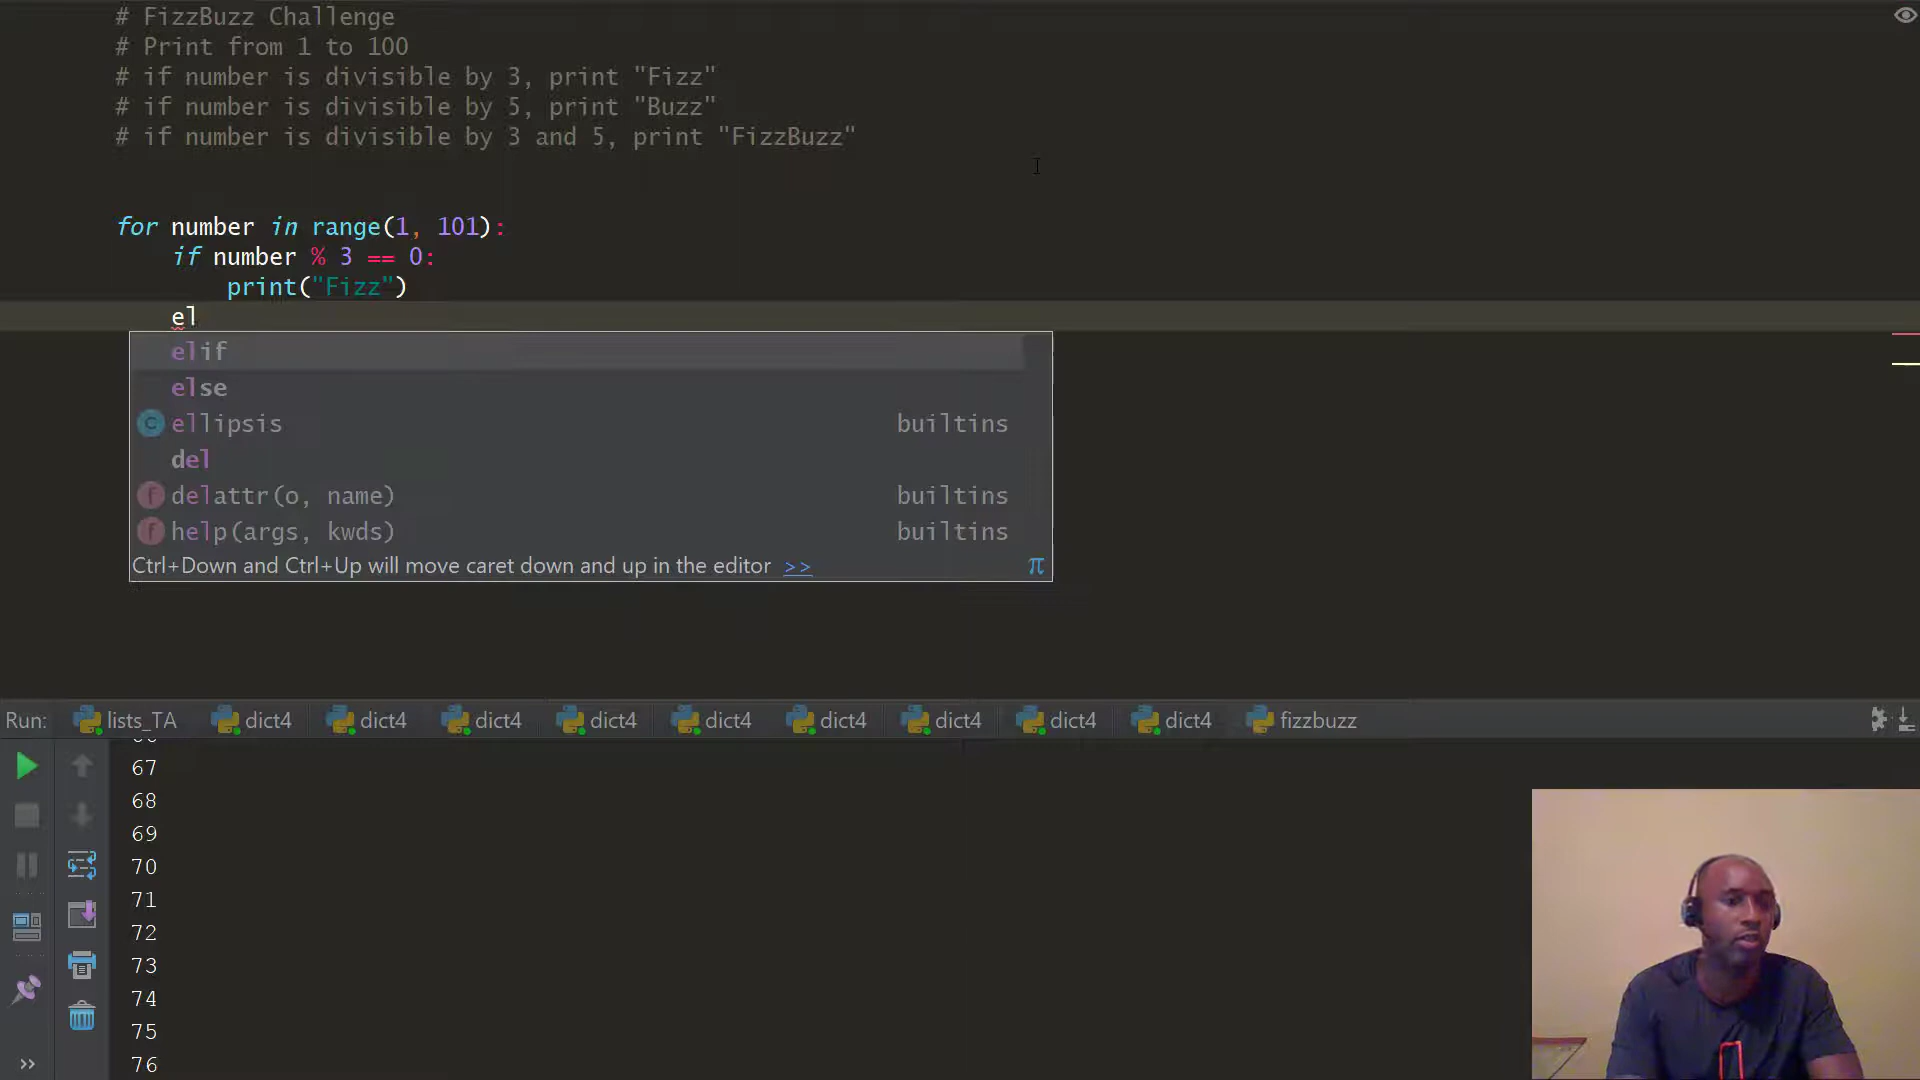 # FizzBuzz Challenge
# Print from 1 to 100
# if number is divisible by 3, print "Fizz"
# if number is divisible by 5, print "Buzz"
# if number is divisible by 3 and 5, print "FizzBuzz"
for number in range(1, 101):
if number % 3 == 0:
print("Fizz")
el
elif
else
ellipsis builtins
del
delattr(o, name) builtins
help(args, kwds) builtins
Ctrl+Down and Ctrl+Up will move caret down and up in the editor >> π
Run: lists_TA dict4 dict4 dict4 dict4 dict4 dict4 dict4 dict4 dict4 fizzbuzz
67
68
69
70
71
72
73
74
75
76